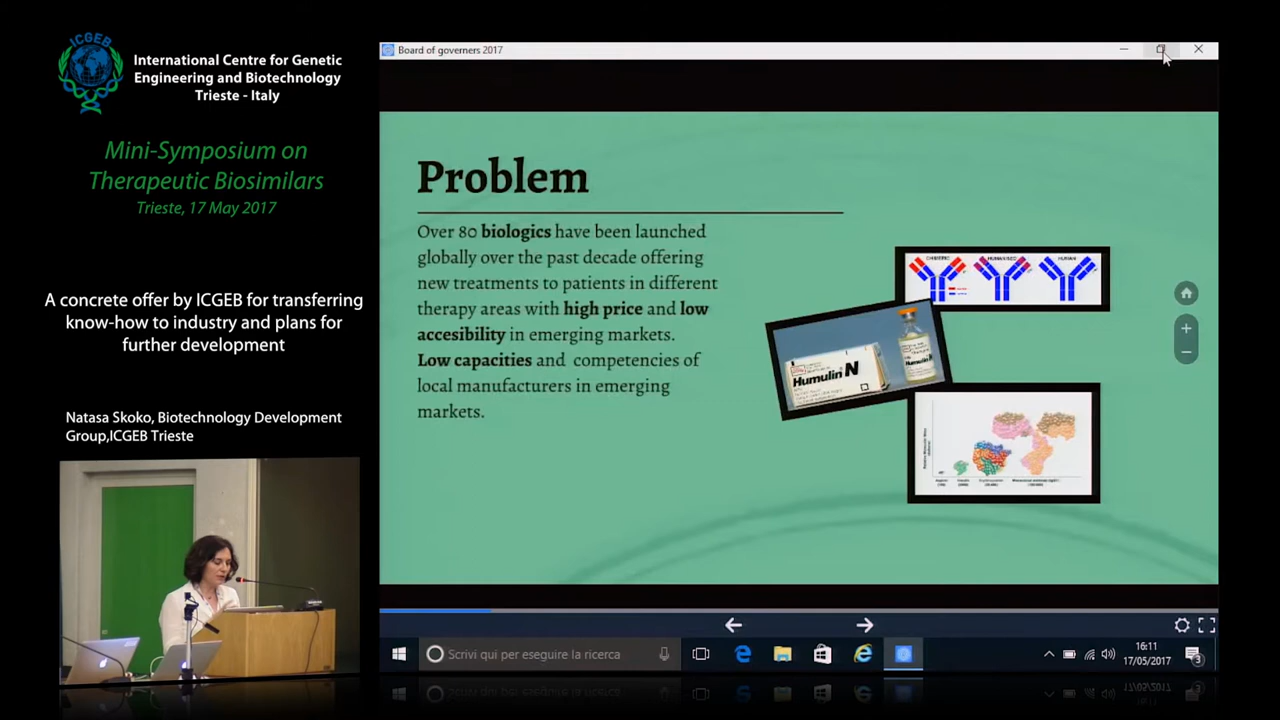 ICGEB
International Centre for Genetic
Engineering and Biotechnology
Trieste - Italy
Mini-Symposium on
Therapeutic Biosimilars
Trieste, 17 May 2017
A concrete offer by ICGEB for transferring
know-how to industry and plans for
further development
Natasa Skoko, Biotechnology Development
Group,ICGEB Trieste
Board of governers 2017
Problem
Over 80 biologics have been launched
globally over the past decade offering
new treatments to patients in different
therapy areas with high price and low
accesibility in emerging markets.
Low capacities and competencies of
local manufacturers in emerging
markets.
CHIMERIC
HUMANIZED
HUMAN
Humulin N
Scrivi qui per eseguire la ricerca
16:11
17/05/2017
3